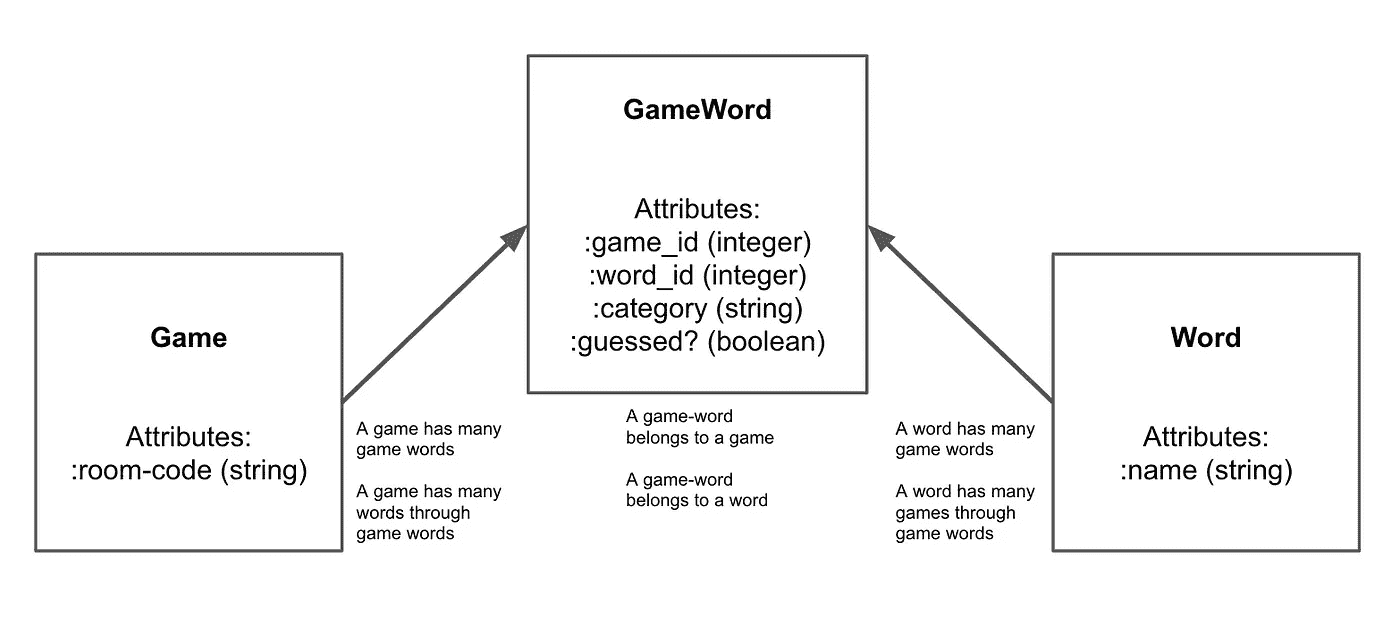 GameWord
Attributes:
:game_id (integer)
:word_id (integer)
:category (string)
:guessed? (boolean)
Game
Attributes:
:room-code (string)
A game has many
game words
A game has many
words through
game words
A game-word
belongs to a game
A game-word
belongs to a word
A word has many
game words
A word has many
games through
game words
Word
Attributes:
:name (string)